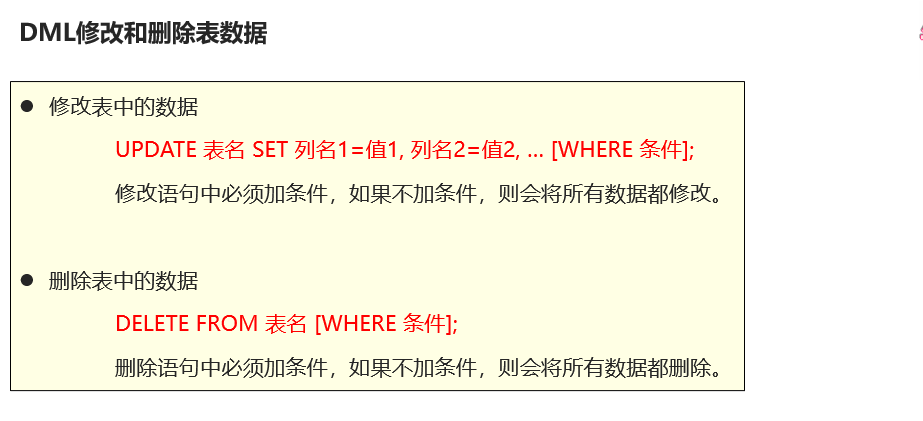 DML修改和删除表数据
● 修改表中的数据
UPDATE 表名 SET 列名1=值1, 列名2=值2, … [WHERE 条件];
修改语句中必须加条件，如果不加条件，则会将所有数据都修改。
● 删除表中的数据
DELETE FROM 表名 [WHERE 条件];
删除语句中必须加条件，如果不加条件，则会将所有数据都删除。